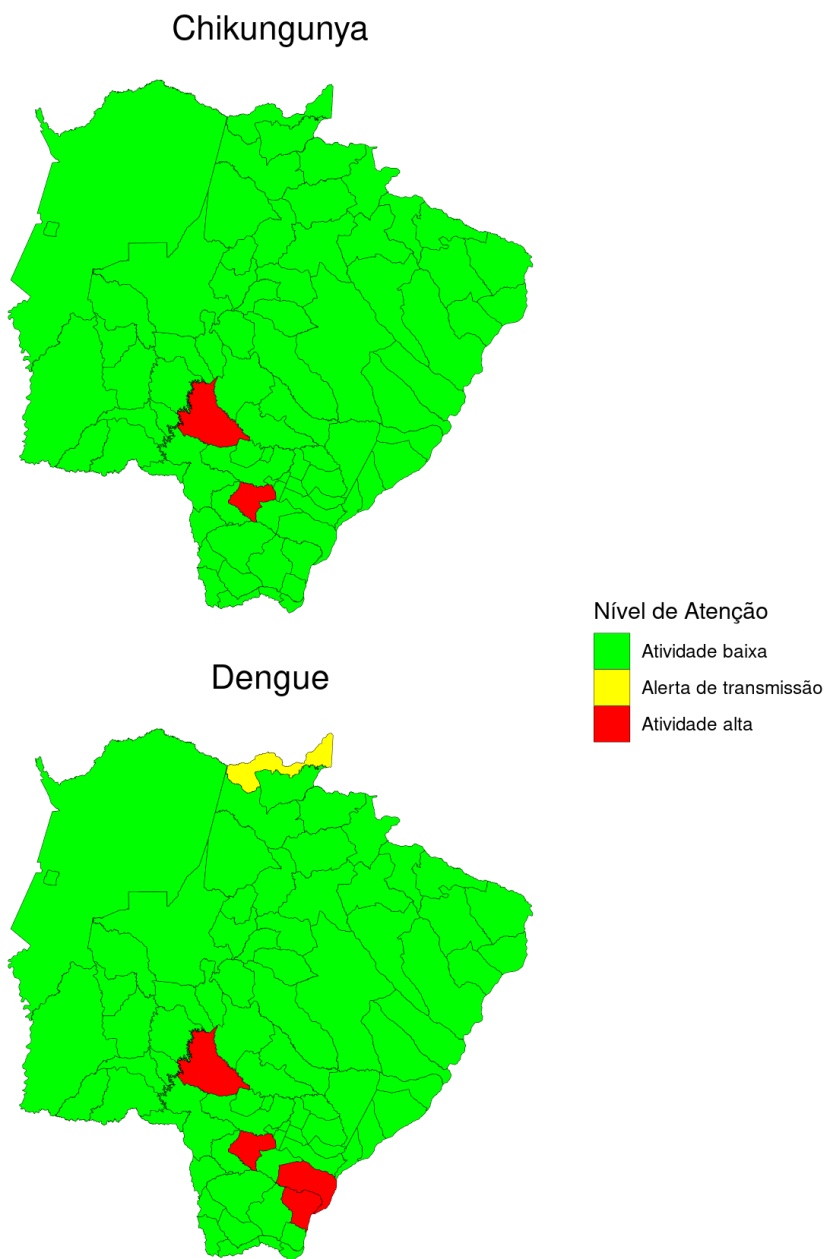 Chikungunya
Nível de Atenção
Atividade baixa
Alerta de transmissão
Atividade alta
Dengue